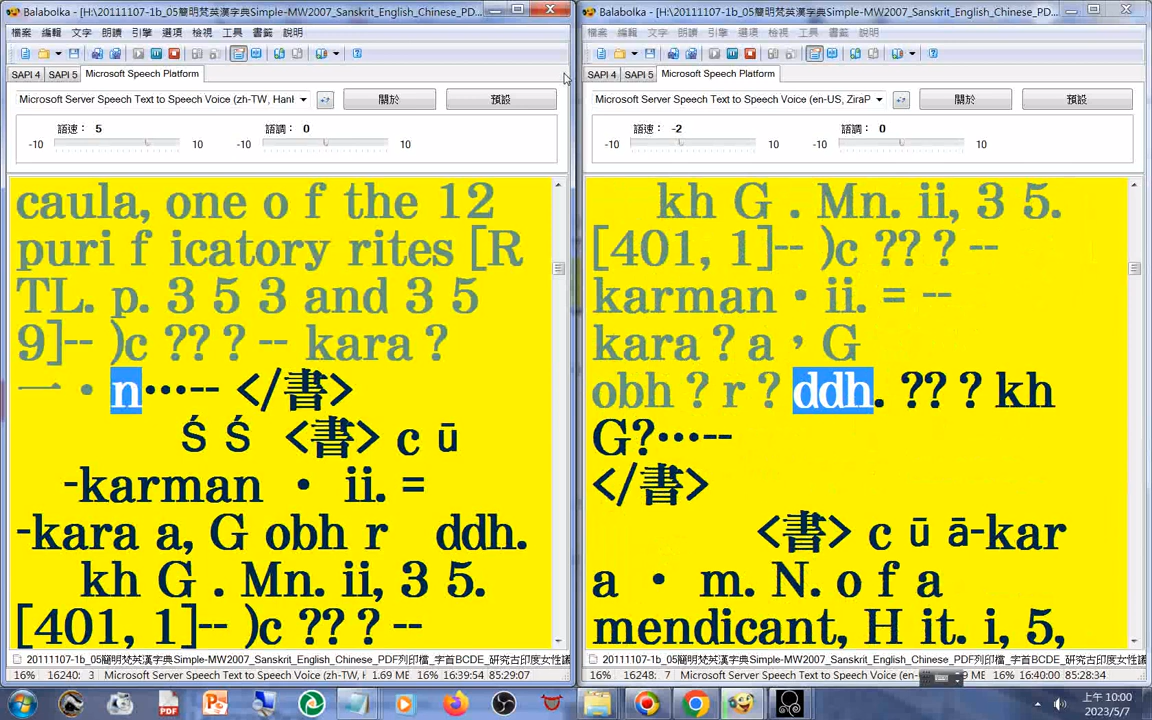 Balabolka - [H:\20111107-1b_05簡明梵英漢字典Simple-MW2007_Sanskrit_English_Chinese_PD...
檔案 編輯 文字 朗讀 引擎 選項 檢視 工具 書籤 說明
SAPI 4 SAPI 5 Microsoft Speech Platform
Microsoft Server Speech Text to Speech Voice (zh-TW, Hanl 關於 預設
語速： 5 語調： 0
-10 10 -10 10
caula, one o f the 12
puri f icatory rites [R
TL. p. 3 5 3 and 3 5
9]-- )c ?? ? -- kara ?
一 • n…-- </書>
Ś Ś <書> c ū
-karman • ii. =
-kara a, G obh r ddh.
kh G . Mn. ii, 3 5.
[401, 1]-- )c ?? ? --
20111107-1b_05簡明梵英漢字典Simple-MW2007_Sanskrit_English_Chinese_PDF列印檔_字首BCDE_研究古印度女性議
16% 16240: 3 Microsoft Server Speech Text to Speech Voice (zh-TW, 1.69 MB 16% 16:39:54 85:29:07
Balabolka - [H:\20111107-1b_05簡明梵英漢字典Simple-MW2007_Sanskrit_English_Chinese_PD...
檔案 編輯 文字 朗讀 引擎 選項 檢視 工具 書籤 說明
SAPI 4 SAPI 5 Microsoft Speech Platform
Microsoft Server Speech Text to Speech Voice (en-US, ZiraP 關於 預設
語速： -2 語調： 0
-10 10 -10 10
kh G . Mn. ii, 3 5.
[401, 1]-- )c ?? ? --
karman • ii. = --
kara ? a，G
obh ? r ? ddh. ?? ? kh
G?…--
</書>
<書> c ū ā-kar
a • m. N. o f a
mendicant, H it. i, 5,
20111107-1b_05簡明梵英漢字典Simple-MW2007_Sanskrit_English_Chinese_PDF列印檔_字首BCDE_研究古印度女性議
16% 16248: 7 Microsoft Server Speech Text to Speech Voice MB 16% 16:40:00 85:28:34
上午 10:00
2023/5/7